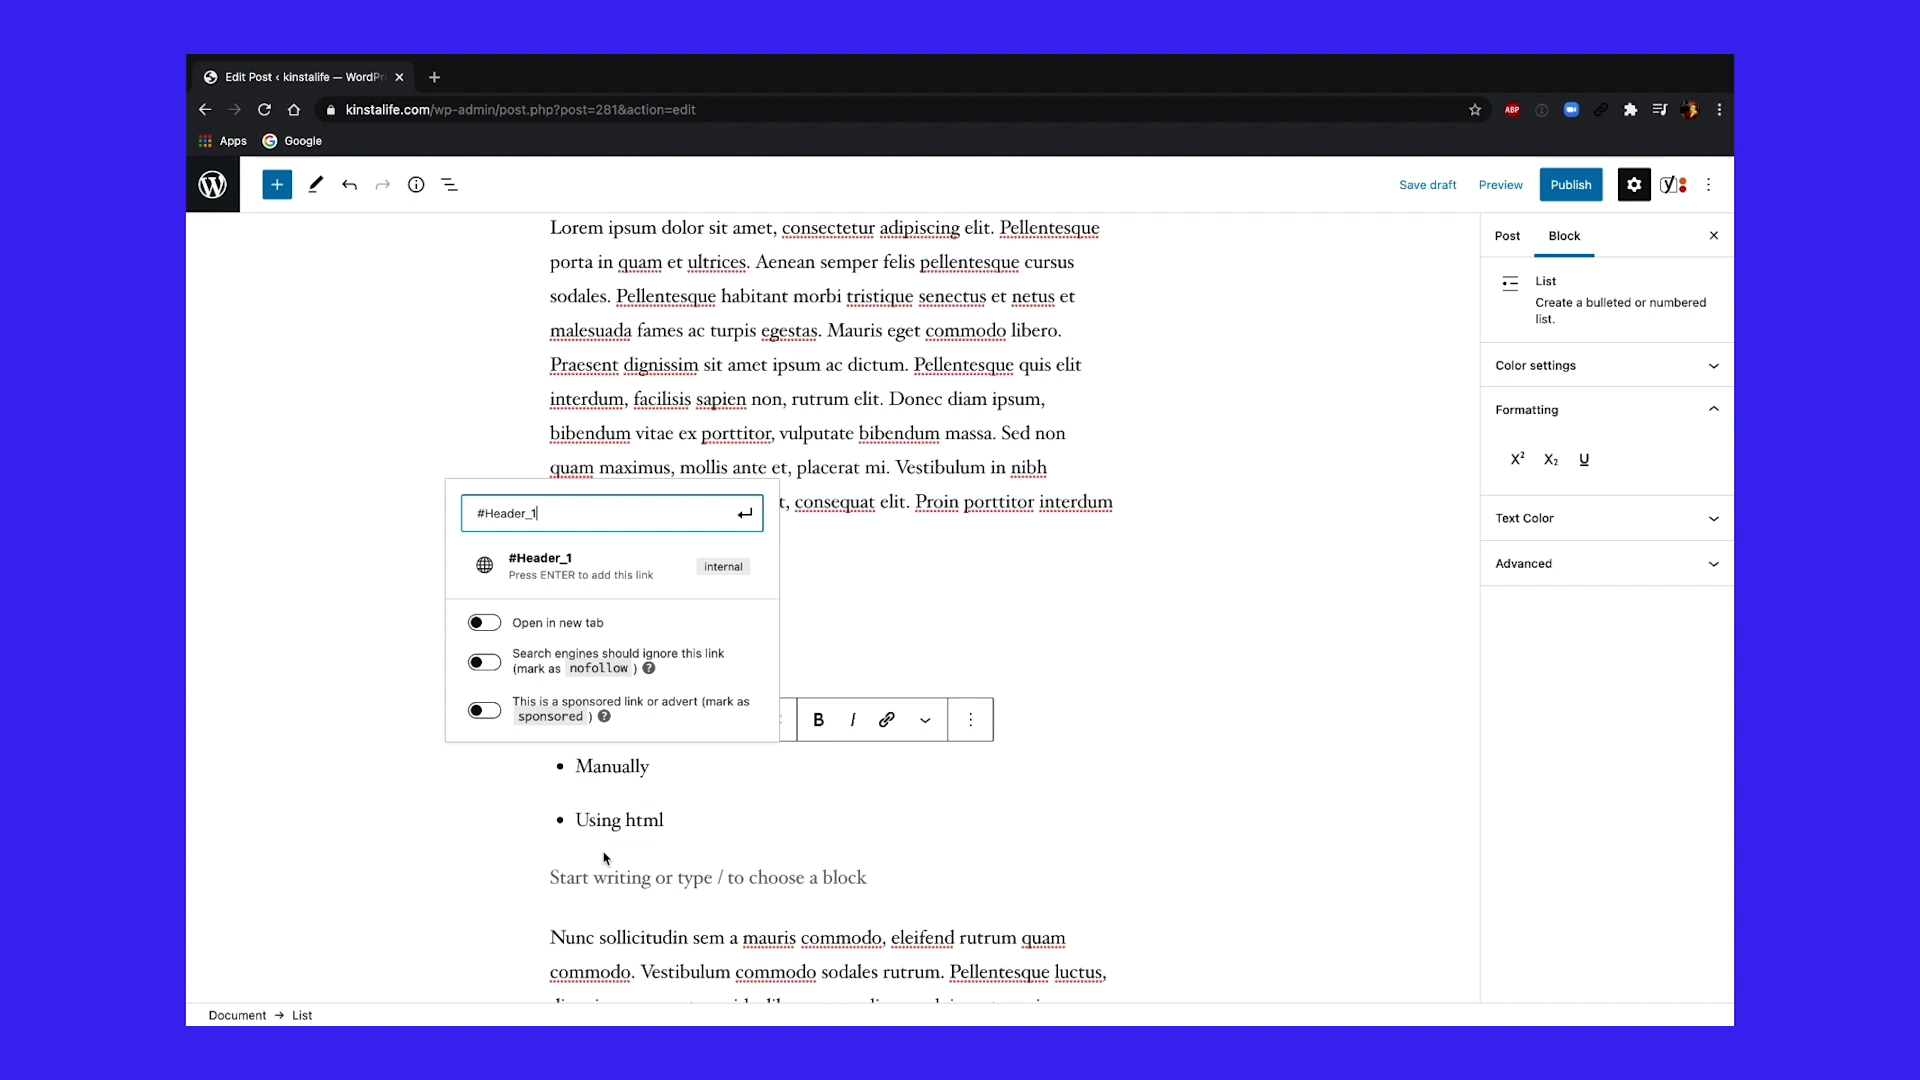 Edit Post ‹ kinstalife — WordPr
kinstalife.com/wp-admin/post.php?post=281&action=edit
ABP
Apps
Google
Save draft
Preview
Publish
Lorem ipsum dolor sit amet, consectetur adipiscing elit. Pellentesque
porta in quam et ultrices. Aenean semper felis pellentesque cursus
sodales. Pellentesque habitant morbi tristique senectus et netus et
malesuada fames ac turpis egestas. Mauris eget commodo libero.
Praesent dignissim sit amet ipsum ac dictum. Pellentesque quis elit
interdum, facilisis sapien non, rutrum elit. Donec diam ipsum,
bibendum vitae ex porttitor, vulputate bibendum massa. Sed non
quam maximus, mollis ante et, placerat mi. Vestibulum in nibh
t, consequat elit. Proin porttitor interdum
#Header_1
#Header_1
Press ENTER to add this link
internal
Open in new tab
Search engines should ignore this link
(mark as nofollow )
This is a sponsored link or advert (mark as
sponsored )
B I
• Manually
• Using html
Start writing or type / to choose a block
Nunc sollicitudin sem a mauris commodo, eleifend rutrum quam
commodo. Vestibulum commodo sodales rutrum. Pellentesque luctus,
Post
Block
List
Create a bulleted or numbered
list.
Color settings
Formatting
X² X₂ U
Text Color
Advanced
Document → List